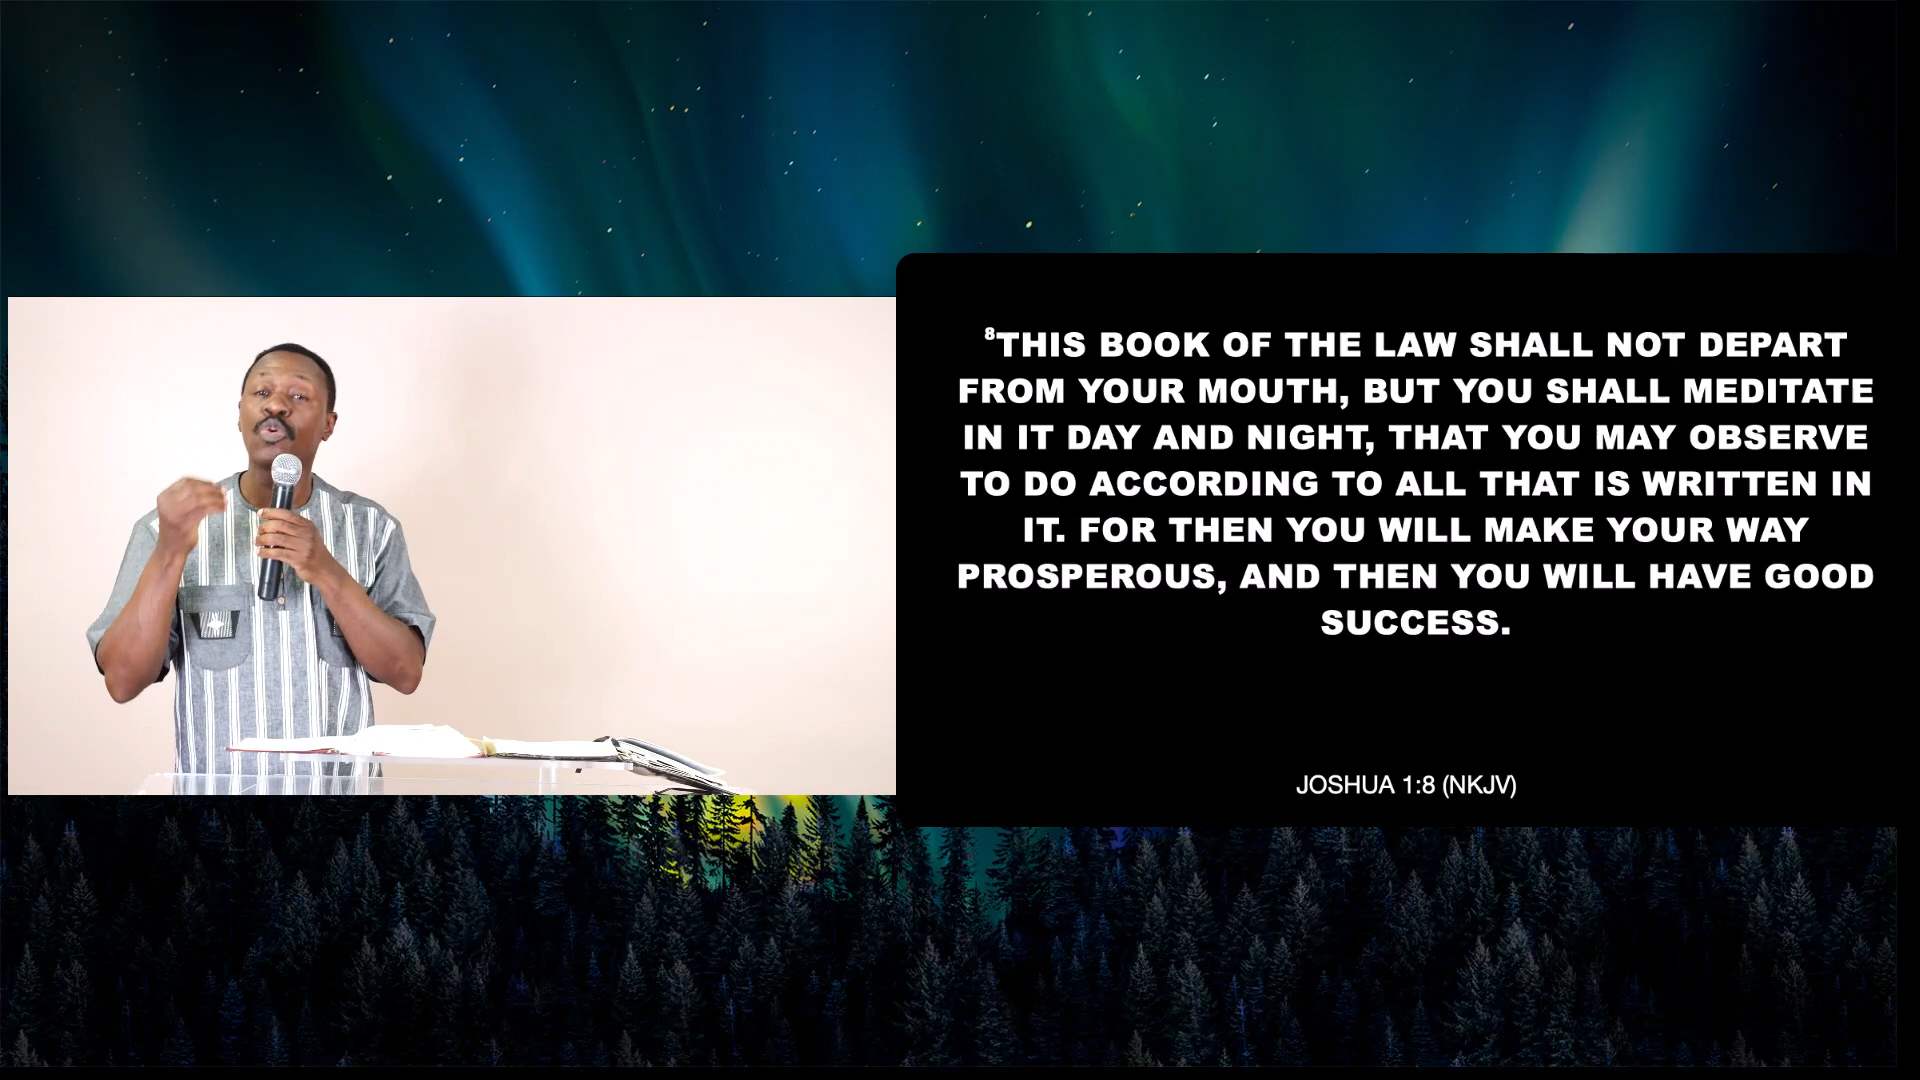 ⁸THIS BOOK OF THE LAW SHALL NOT DEPART
FROM YOUR MOUTH, BUT YOU SHALL MEDITATE
IN IT DAY AND NIGHT, THAT YOU MAY OBSERVE
TO DO ACCORDING TO ALL THAT IS WRITTEN IN
IT. FOR THEN YOU WILL MAKE YOUR WAY
PROSPEROUS, AND THEN YOU WILL HAVE GOOD
SUCCESS.
JOSHUA 1:8 (NKJV)